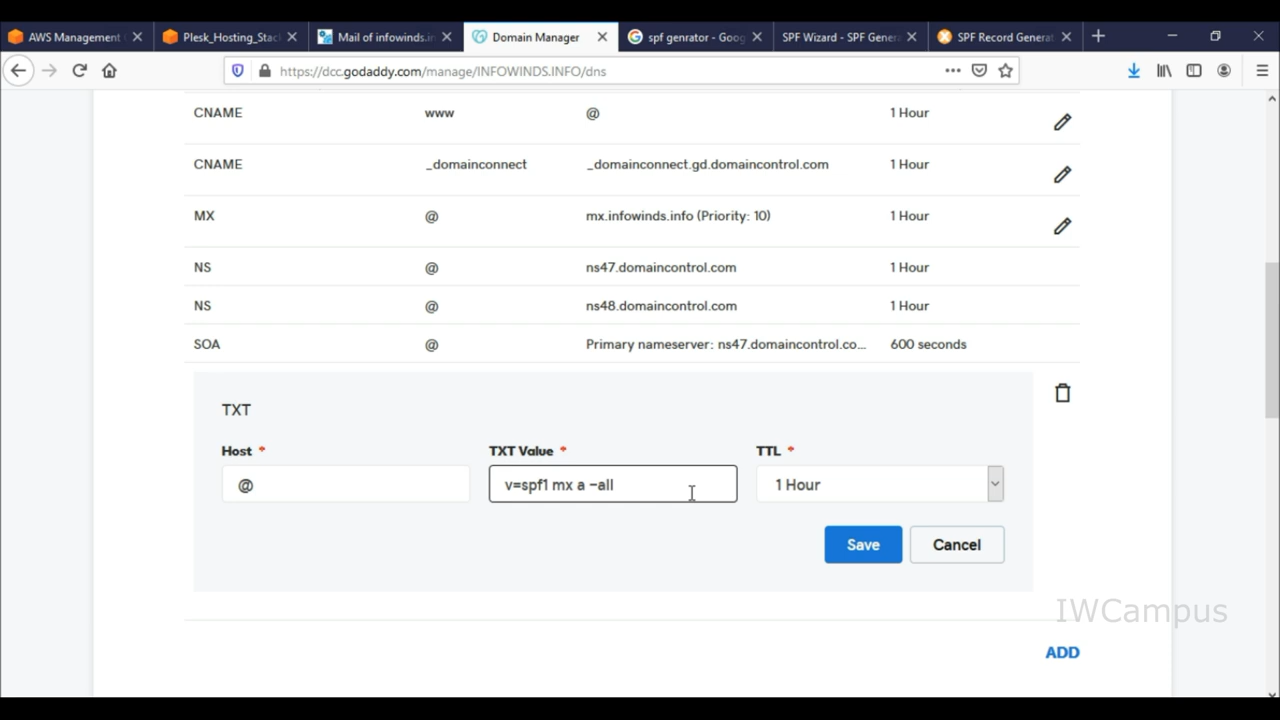 AWS Management
Plesk_Hosting_Stac
Mail of infowinds.in
Domain Manager
spf genrator - Goog
SPF Wizard - SPF Genera
SPF Record Generat
https://dcc.godaddy.com/manage/INFOWINDS.INFO/dns
CNAME www @ 1 Hour
CNAME _domainconnect _domainconnect.gd.domaincontrol.com 1 Hour
MX @ mx.infowinds.info (Priority: 10) 1 Hour
NS @ ns47.domaincontrol.com 1 Hour
NS @ ns48.domaincontrol.com 1 Hour
SOA @ Primary nameserver: ns47.domaincontrol.co... 600 seconds
TXT
Host * TXT Value * TTL *
@ v=spf1 mx a -all 1 Hour
Save Cancel
IWCampus
ADD